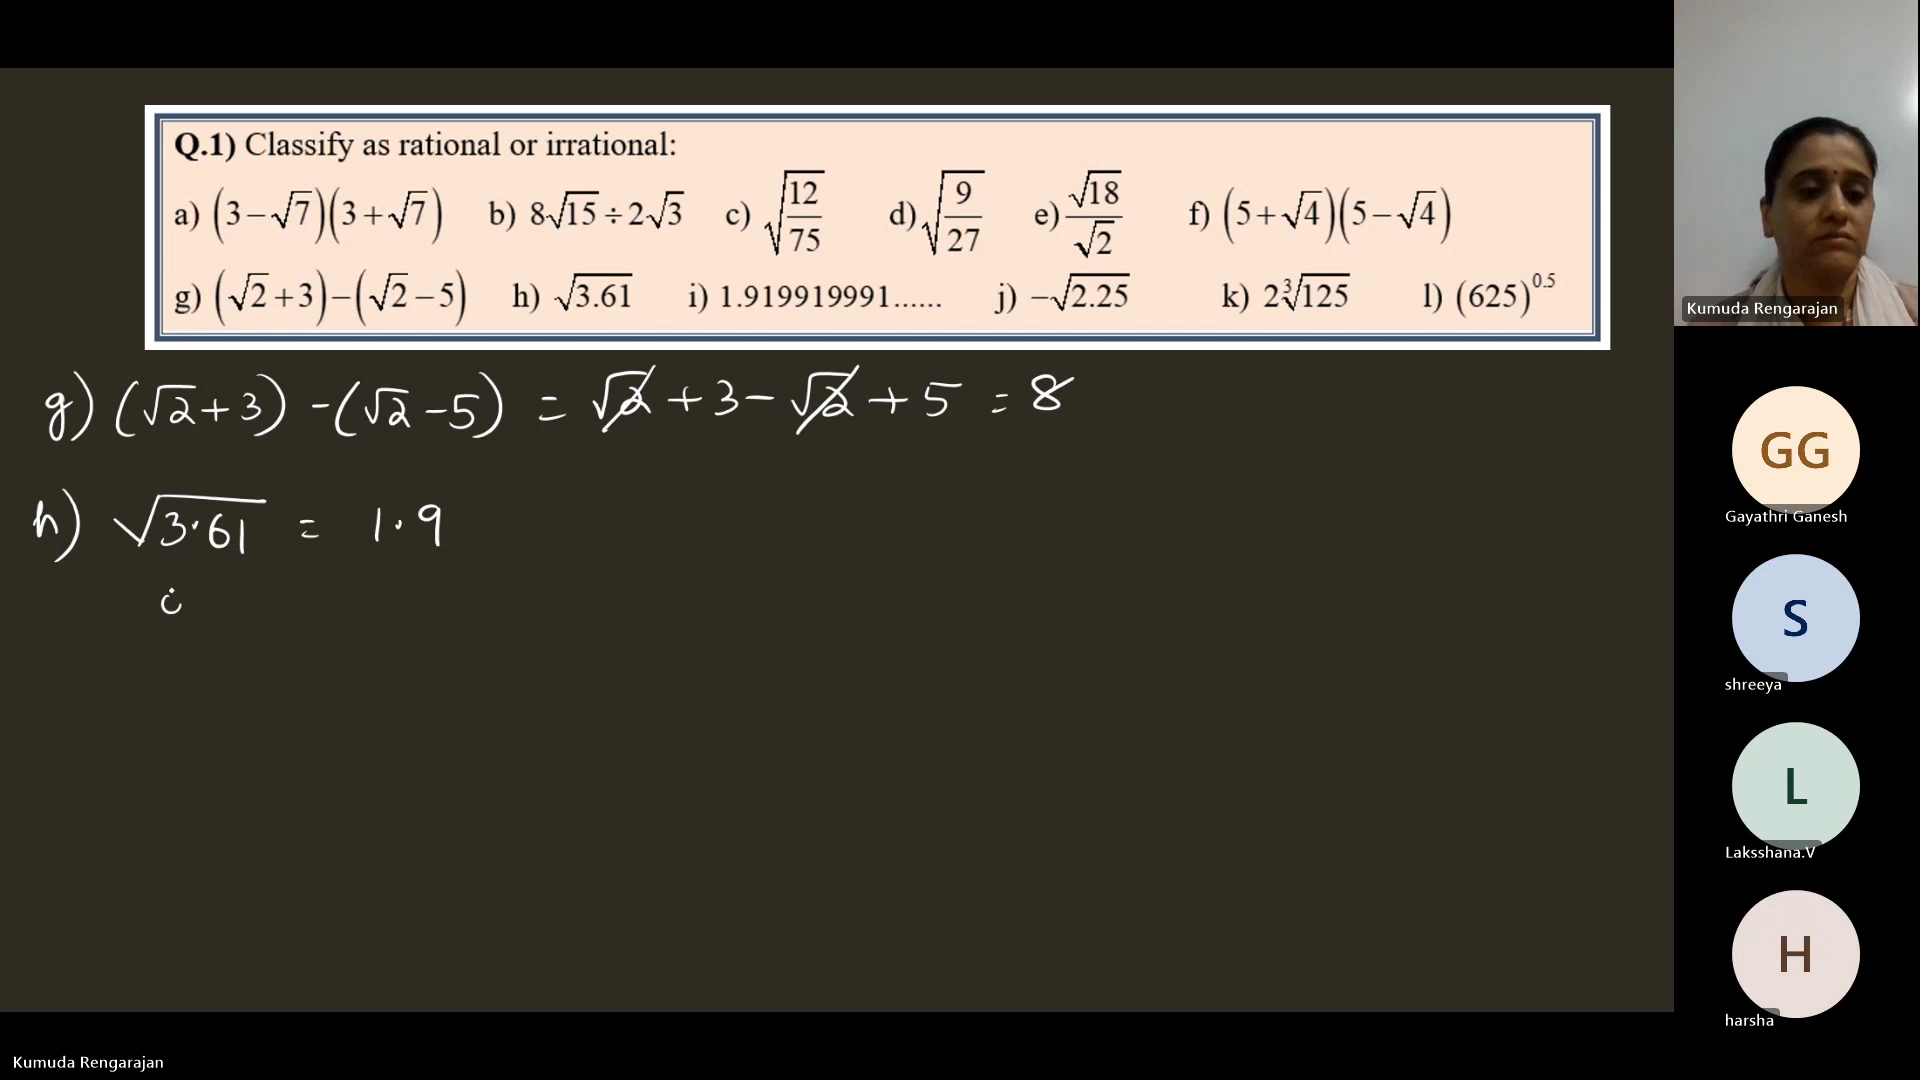 Q.1) Classify as rational or irrational:
a) (3−√7)(3+√7) b) 8√15÷2√3 c) √(12/75) d) √(9/27) e) √18/√2 f) (5+√4)(5−√4)
g) (√2+3)−(√2−5) h) √3.61 i) 1.919919991...... j) −√2.25 k) 2∛125 l) (625)^0.5
g) (√2+3) -(√2-5) = √2 + 3 - √2 + 5 = 8
h) √3.61 = 1.9
Kumuda Rengarajan
GG
Gayathri Ganesh
S
shreeya
L
Laksshana.V
H
harsha
Kumuda Rengarajan